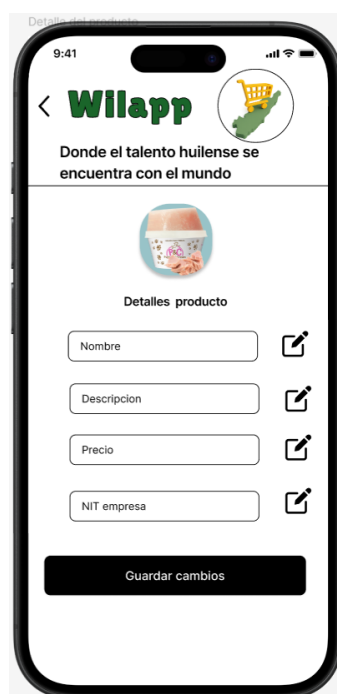 Detalle del producto
9:41
Wilapp
Donde el talento huilense se
encuentra con el mundo
Detalles producto
Nombre
Descripcion
Precio
NIT empresa
Guardar cambios